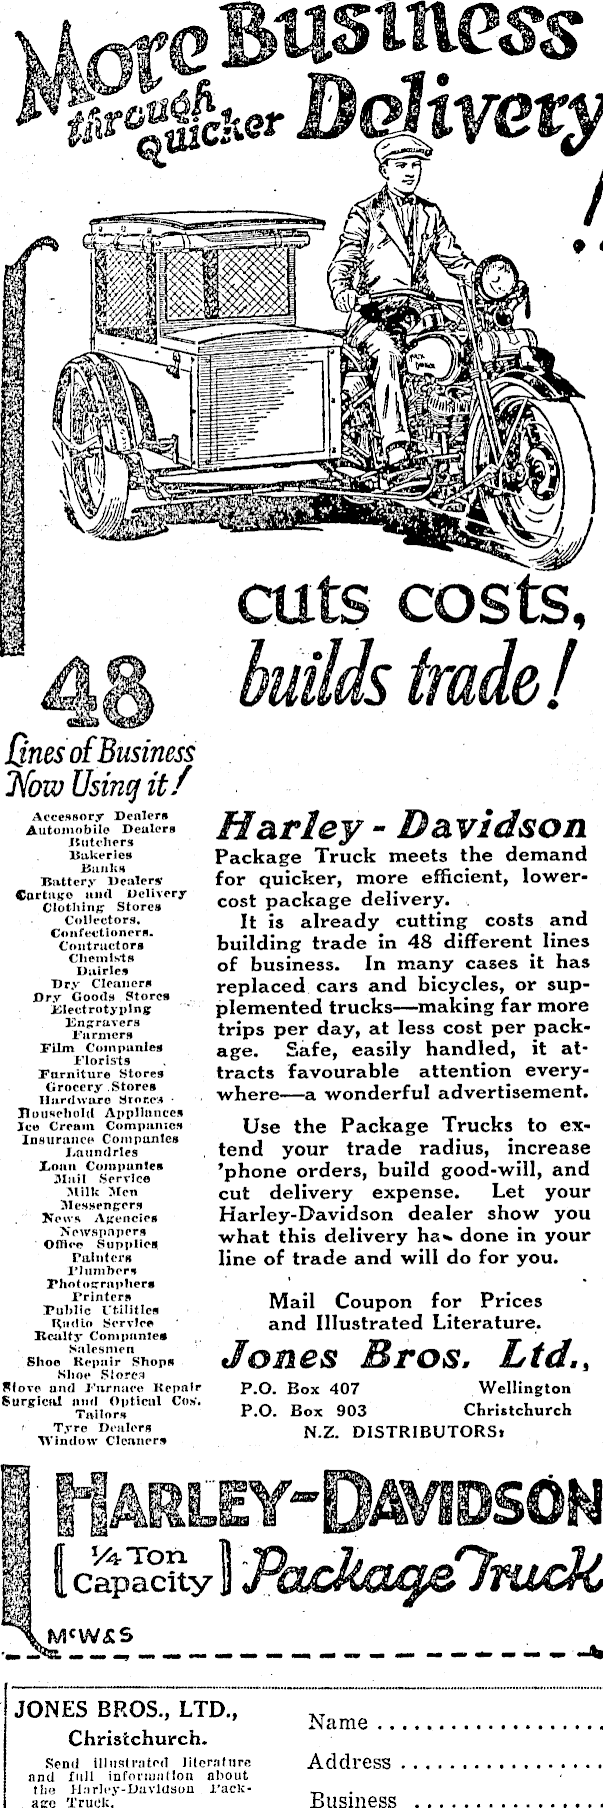 More Business
through
quicker Delivery
!
cuts costs,
builds trade!
48
Lines of Business
Now Using it!
Accessory Dealers
Automobile Dealers
Butchers
Bakeries
Banks
Battery Dealers
Cartage and Delivery
Clothing Stores
Collectors.
Confectioners.
Contractors
Chemists
Dairies
Dry Cleaners
Dry Goods Stores
Electrotyping
Engravers
Farmers
Film Companies
Florists
Furniture Stores
Grocery Stores
Hardware Stores
Household Appliances
Ice Cream Companies
Insurance Companies
Laundries
Loan Companies
Mail Service
Milk Men
Messengers
News Agencies
Newspapers
Office Supplies
Painters
Plumbers
Photographers
Printers
Public Utilities
Radio Service
Realty Companies
Salesmen
Shoe Repair Shops
Shoe Stores
Stove and Furnace Repair
Surgical and Optical Cos.
Tailors
Tyre Dealers
Window Cleaners
Harley-Davidson
Package Truck meets the demand
for quicker, more efficient, lower-
cost package delivery.
It is already cutting costs and
building trade in 48 different lines
of business. In many cases it has
replaced cars and bicycles, or sup-
plemented trucks—making far more
trips per day, at less cost per pack-
age. Safe, easily handled, it at-
tracts favourable attention every-
where—a wonderful advertisement.
Use the Package Trucks to ex-
tend your trade radius, increase
'phone orders, build good-will, and
cut delivery expense. Let your
Harley-Davidson dealer show you
what this delivery has done in your
line of trade and will do for you.
Mail Coupon for Prices
and Illustrated Literature.
Jones Bros. Ltd.,
P.O. Box 407 Wellington
P.O. Box 903 Christchurch
N.Z. DISTRIBUTORS
HARLEY-DAVIDSON
[1/4 Ton
Capacity] Package Truck
McW&S
JONES BROS., LTD.,
Christchurch.
Send illustrated literature
and full information about
the Harley-Davidson Pack-
age Truck.
Name ....................
Address ..................
Business .................